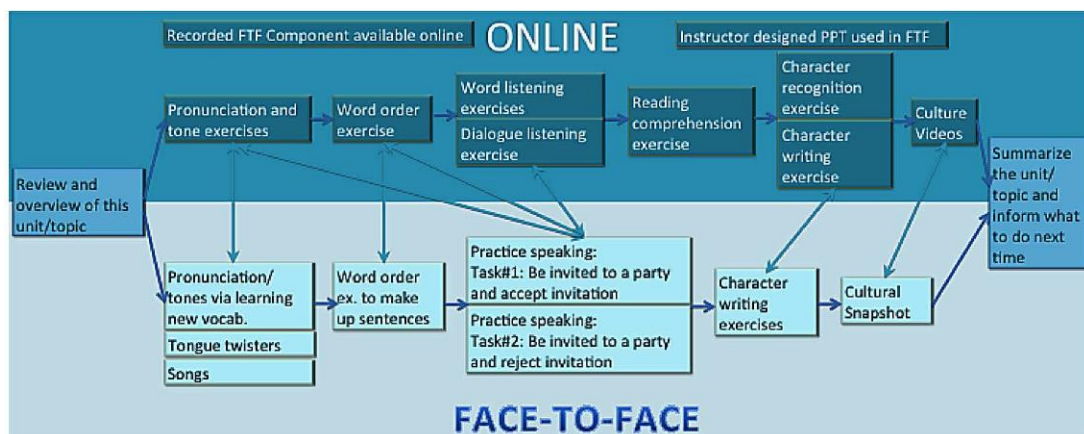 Recorded FTF Component available online
ONLINE
Instructor designed PPT used in FTF
Pronunciation and
tone exercises
Word order
exercise
Word listening
exercises
Dialogue listening
exercise
Reading
comprehension
exercise
Character
recognition
exercise
Character
writing
exercise
Culture
Videos
Review and
overview of this
unit/topic
Summarize
the unit/
topic and
inform what
to do next
time
Pronunciation/
tones via learning
new vocab.
Tongue twisters
Songs
Word order
ex. to make
up sentences
Practice speaking:
Task#1: Be invited to a party
and accept invitation
Practice speaking:
Task#2: Be invited to a party
and reject invitation
Character
writing
exercises
Cultural
Snapshot
FACE-TO-FACE